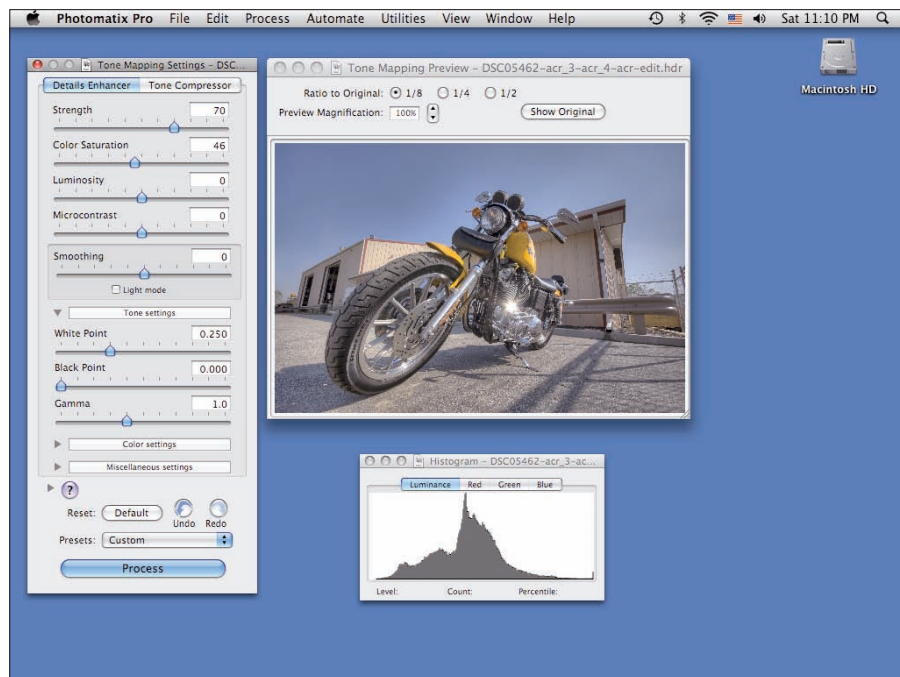 Photomatix Pro File Edit Process Automate Utilities View Window Help Sat 11:10 PM
Macintosh HD
Tone Mapping Settings – DSC...
Details Enhancer Tone Compressor
Strength 70
Color Saturation 46
Luminosity 0
Microcontrast 0
Smoothing 0
Light mode
Tone settings
White Point 0.250
Black Point 0.000
Gamma 1.0
Color settings
Miscellaneous settings
?
Reset: Default Undo Redo
Presets: Custom
Process
Tone Mapping Preview – DSC05462-acr_3-acr_4-acr-edit.hdr
Ratio to Original: 1/8 1/4 1/2
Preview Magnification: 100% Show Original
Histogram – DSC05462-acr_3-ac...
Luminance Red Green Blue
Level: Count: Percentile: